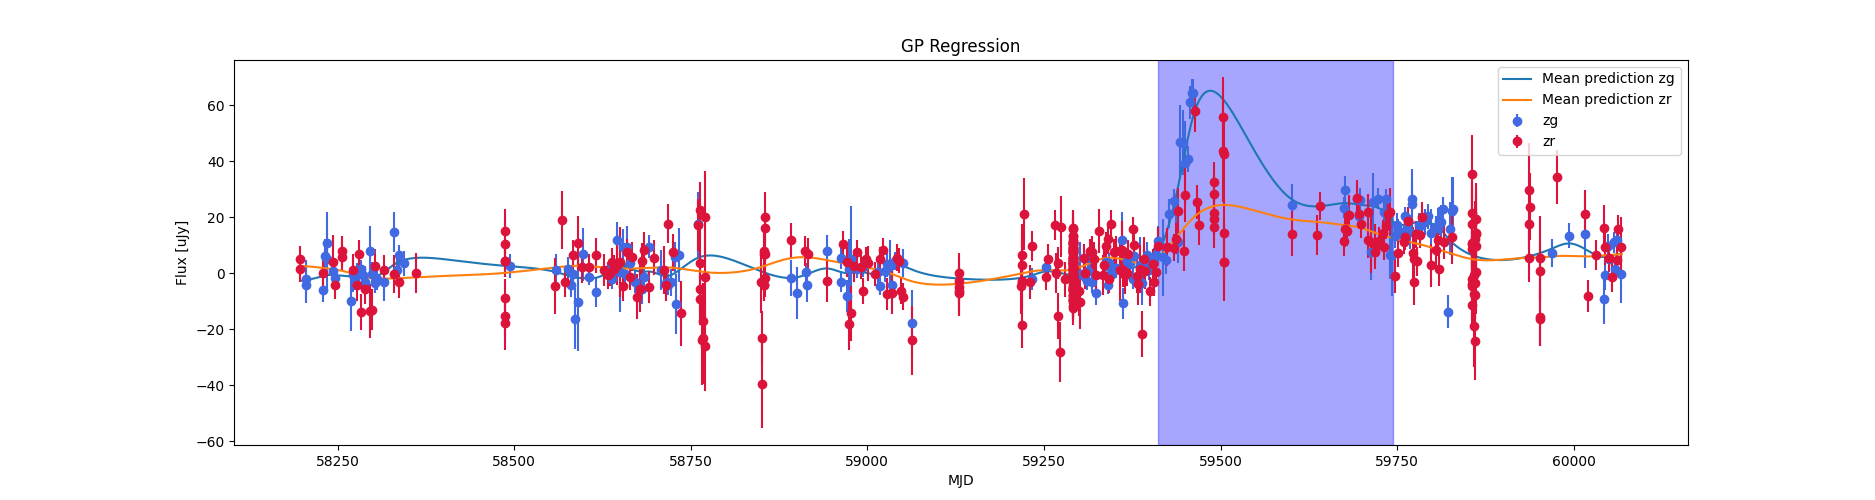 GP Regression
Flux [uJy]
60
40
20
0
−20
−40
−60
58250 58500 58750 59000 59250 59500 59750 60000
MJD
Mean prediction zg
Mean prediction zr
zg
zr